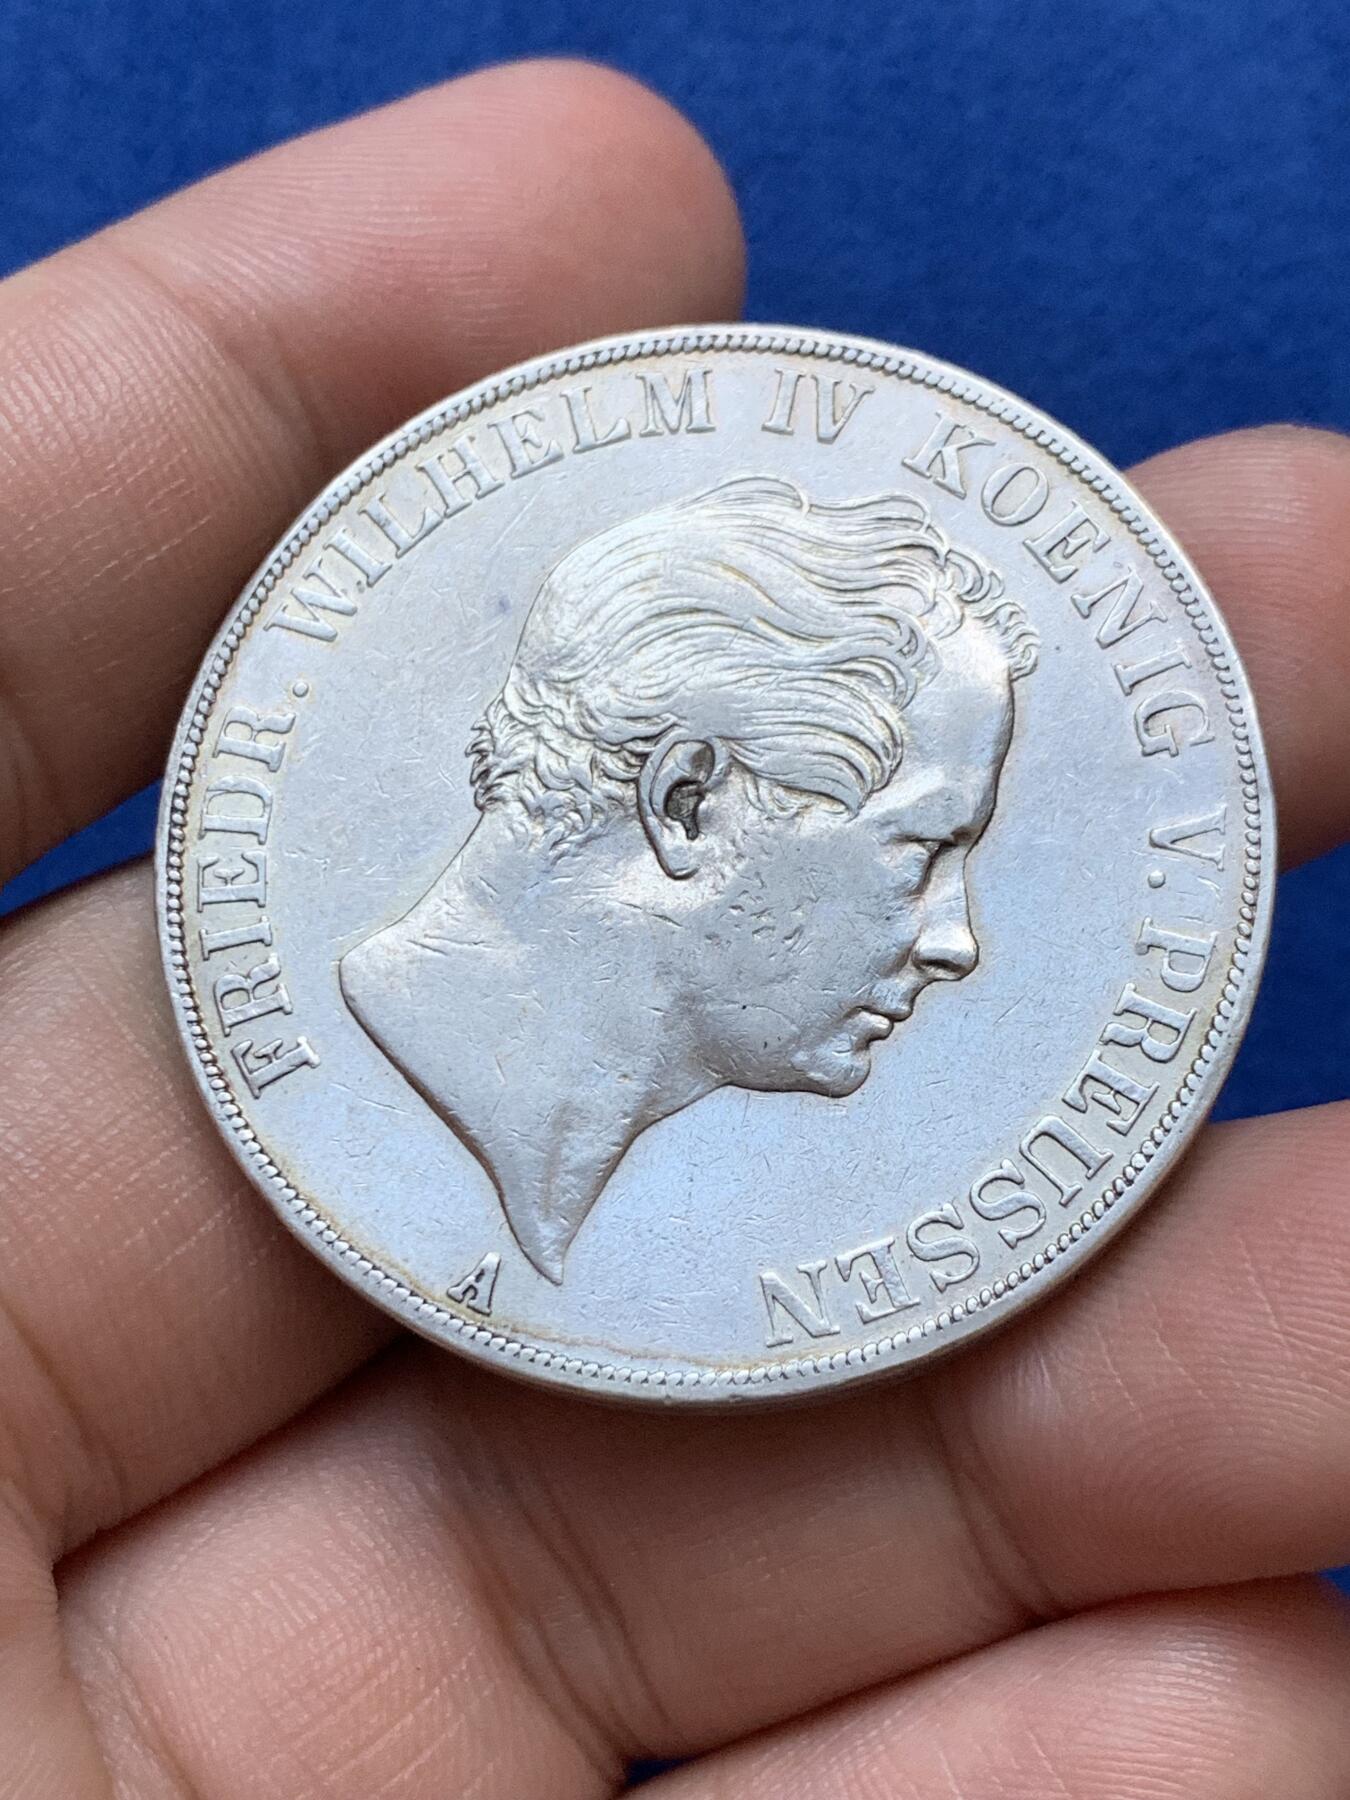 FRIEDR. WILHELM IV KOENIG V. PREUSSEN
A